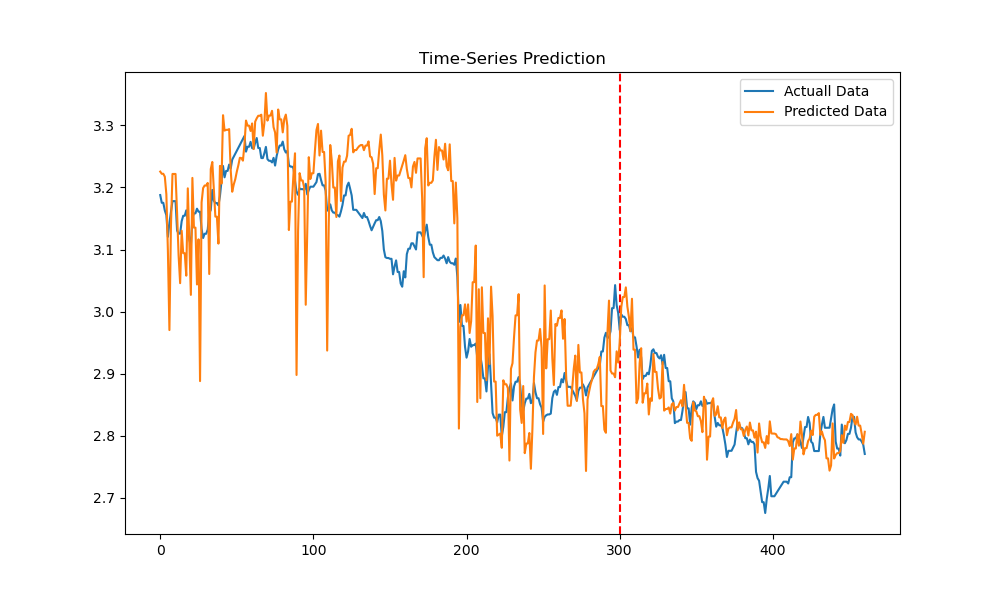 Time-Series Prediction
Actuall Data
Predicted Data
3.3
3.2
3.1
3.0
2.9
2.8
2.7
0 100 200 300 400